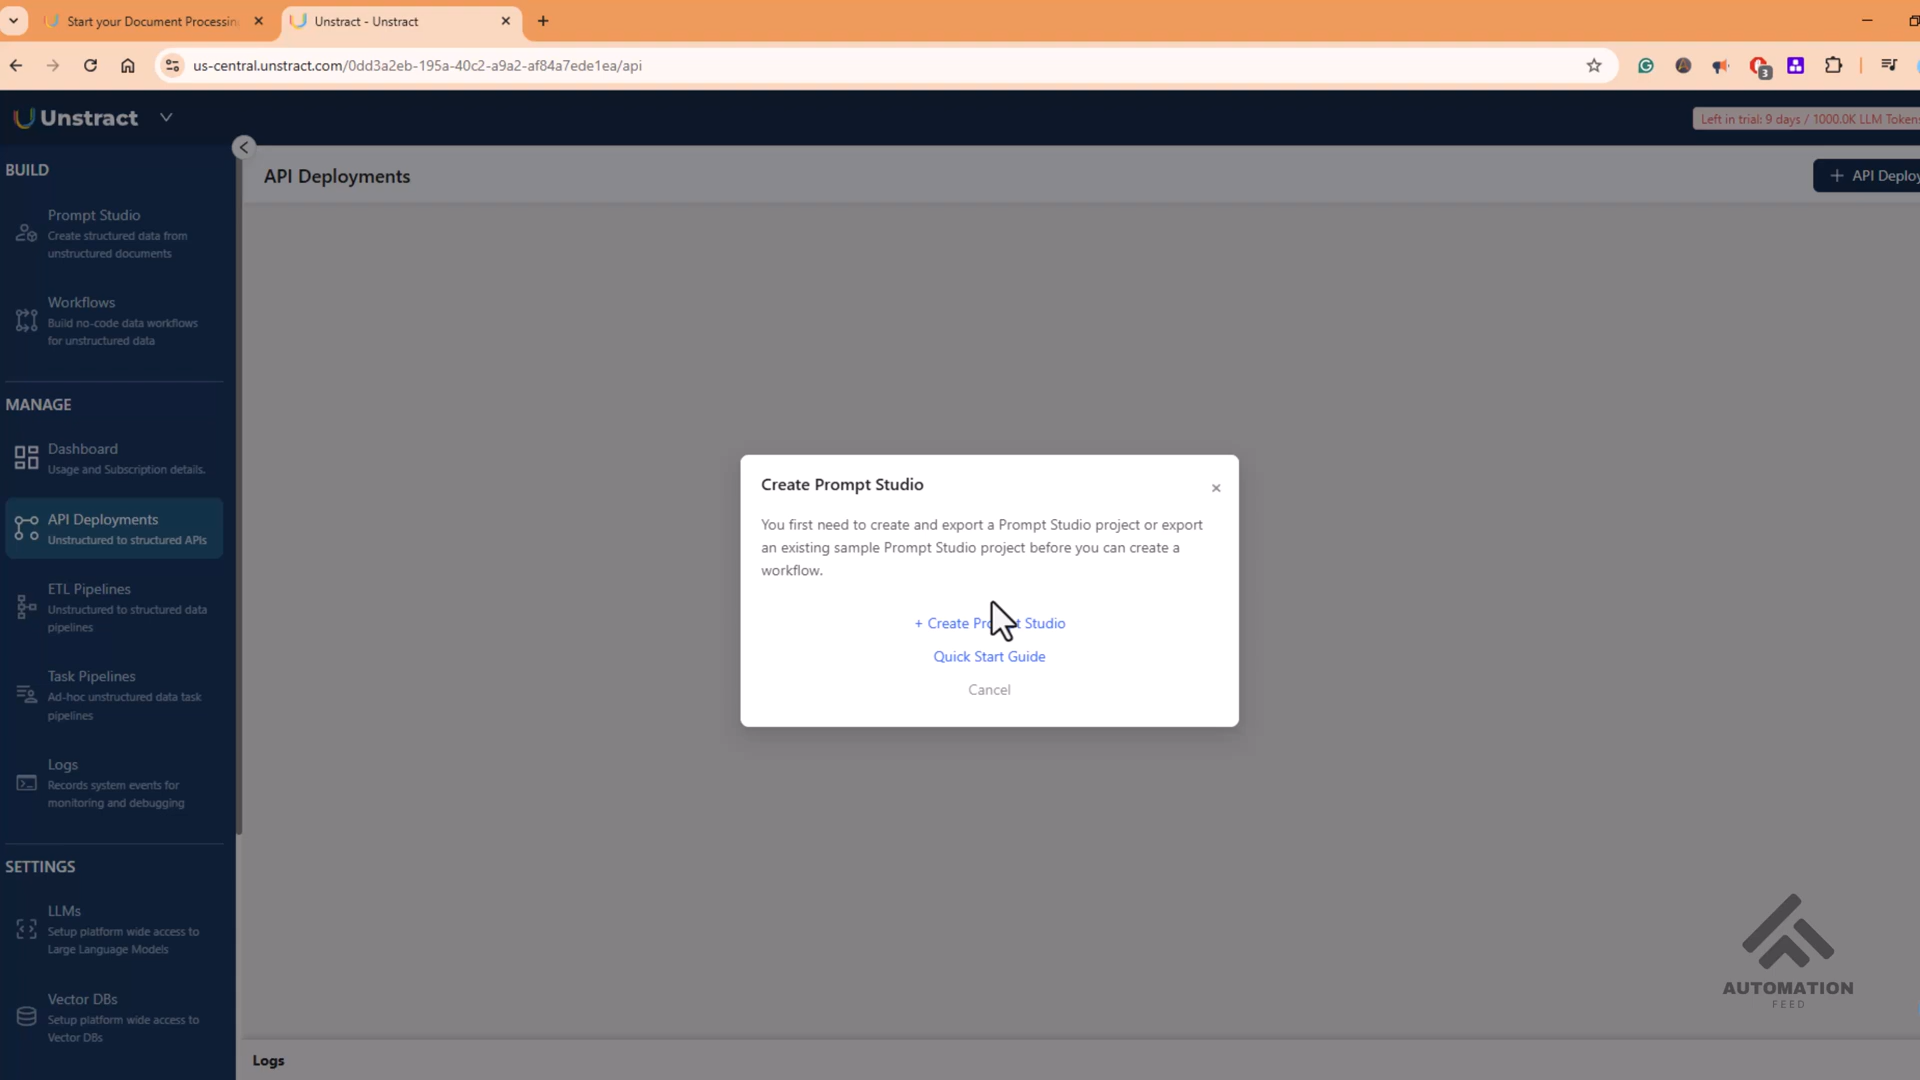 Start your Document Processing
Unstract - Unstract
us-central.unstract.com/0dd3a2eb-195a-40c2-a9a2-af84a7ede1ea/api
3
Unstract
Left in trial: 9 days / 1000.0K LLM Tokens
BUILD
API Deployments
+ API Deploy
Prompt Studio
Create structured data from
unstructured documents
Workflows
Build no-code data workflows
for unstructured data
MANAGE
Dashboard
Usage and Subscription details.
API Deployments
Unstructured to structured APIs
ETL Pipelines
Unstructured to structured data
pipelines
Task Pipelines
Ad-hoc unstructured data task
pipelines
Logs
Records system events for
monitoring and debugging
SETTINGS
LLMs
Setup platform wide access to
Large Language Models
Vector DBs
Setup platform wide access to
Vector DBs
Create Prompt Studio
You first need to create and export a Prompt Studio project or export
an existing sample Prompt Studio project before you can create a
workflow.
+ Create Prompt Studio
Quick Start Guide
Cancel
AUTOMATION
FEED
Logs